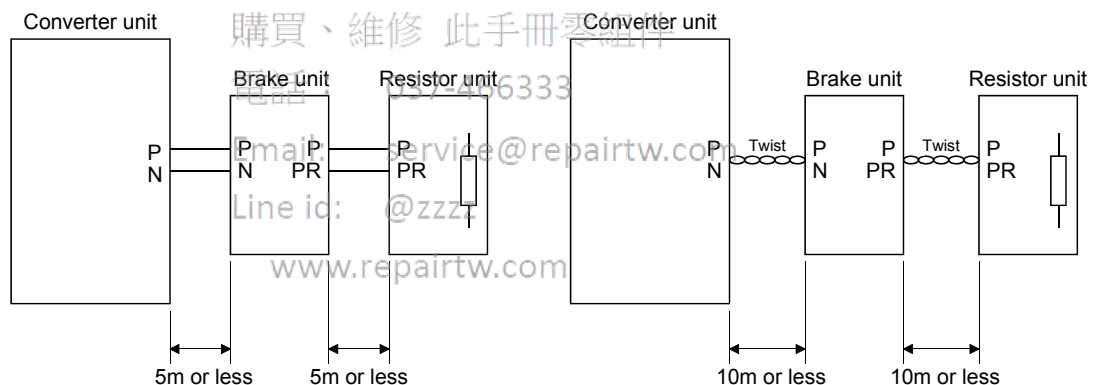 Converter unit
購買、維修 此手冊零組件
Converter unit
電話： 037-466333
Brake unit
Resistor unit
Brake unit
Resistor unit
P
N
P
N
P
PR
P
PR
P
N
Twist
P
N
P
PR
Twist
P
PR
Email: service@repairtw.com
Line id: @zzzz
www.repairtw.com
5m or less
5m or less
10m or less
10m or less